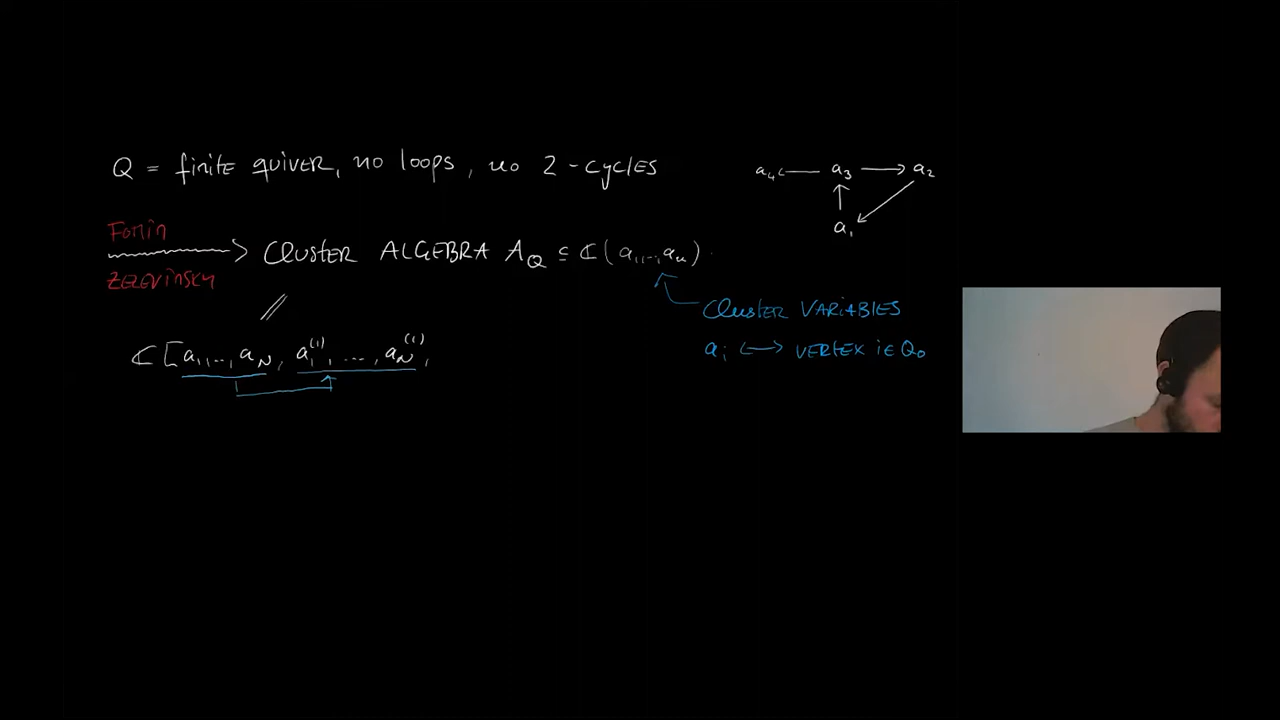 Q = finite quiver, no loops, no 2-cycles
a₄ ← a₃ → a₂
a₁
Fomin
Zelevinsky
Cluster ALGEBRA A_Q ⊆ ℂ(a₁,...,aₙ)
Cluster VARIABLES
aᵢ ⟷ VERTEX i ∈ Q₀
//
ℂ[a₁,..., a_N, a₁⁽¹⁾, ..., a_N⁽¹⁾,